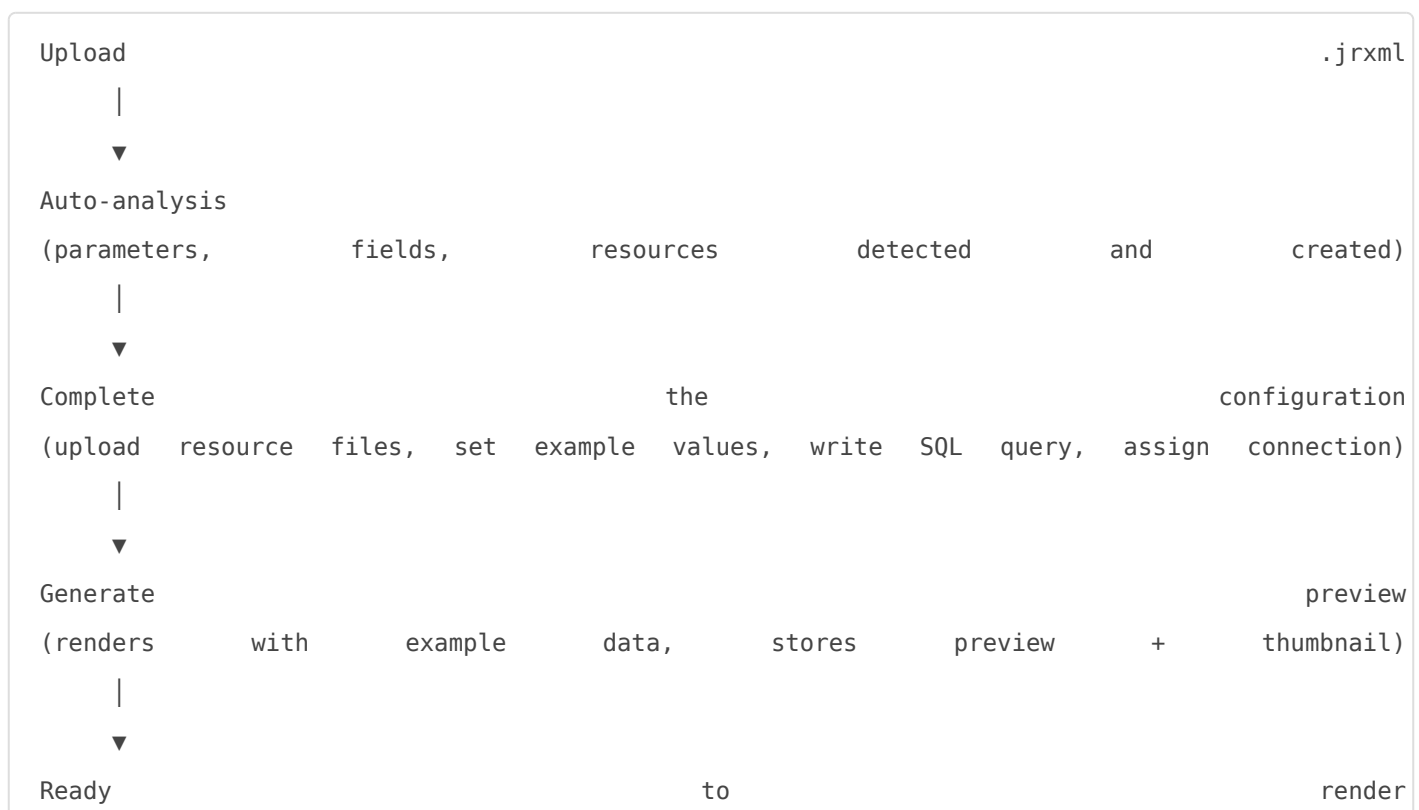 Upload .jrxml
│
▼
Auto-analysis
(parameters, fields, resources detected and created)
│
▼
Complete the configuration
(upload resource files, set example values, write SQL query, assign connection)
│
▼
Generate preview
(renders with example data, stores preview + thumbnail)
│
▼
Ready to render